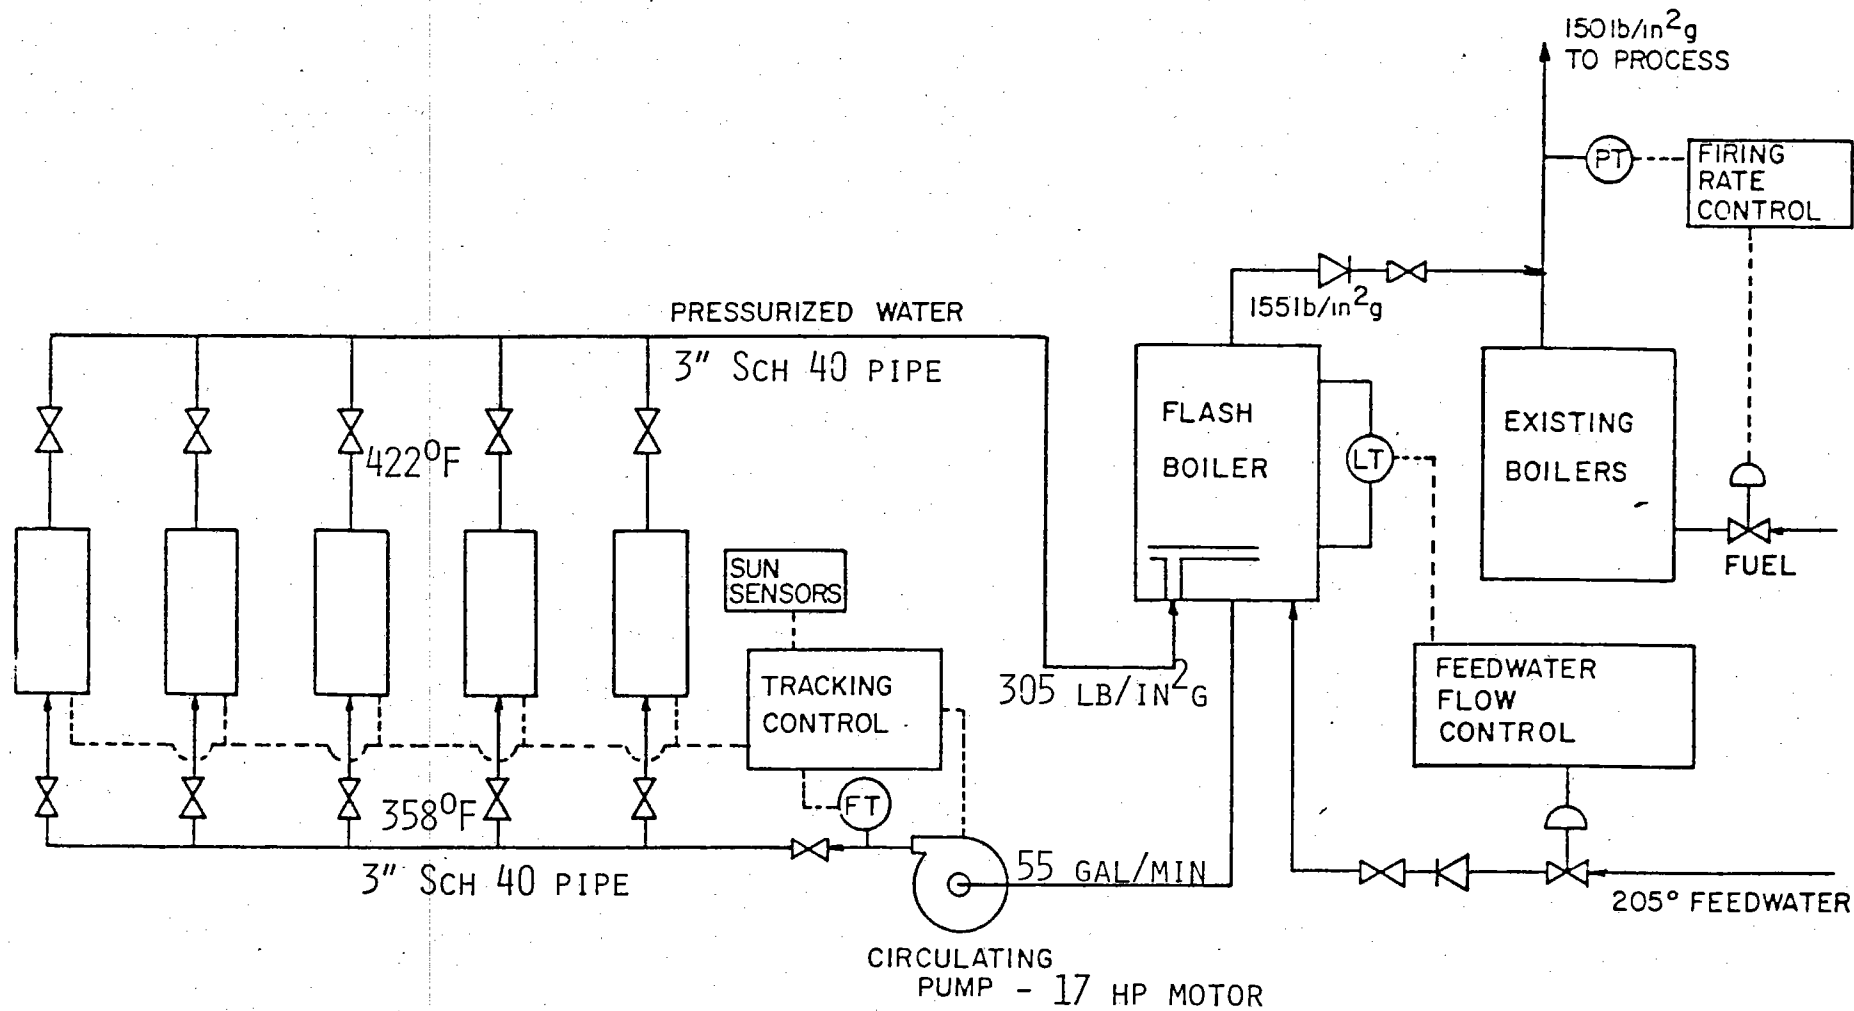 150 lb/in²g
TO PROCESS
PT
FIRING
RATE
CONTROL
155 lb/in²g
PRESSURIZED WATER
3" SCH 40 PIPE
FLASH
BOILER
LT
EXISTING
BOILERS
422°F
FUEL
SUN
SENSORS
TRACKING
CONTROL
305 LB/IN²G
FEEDWATER
FLOW
CONTROL
358°F
FT
3" SCH 40 PIPE
55 GAL/MIN
205° FEEDWATER
CIRCULATING
PUMP - 17 HP MOTOR